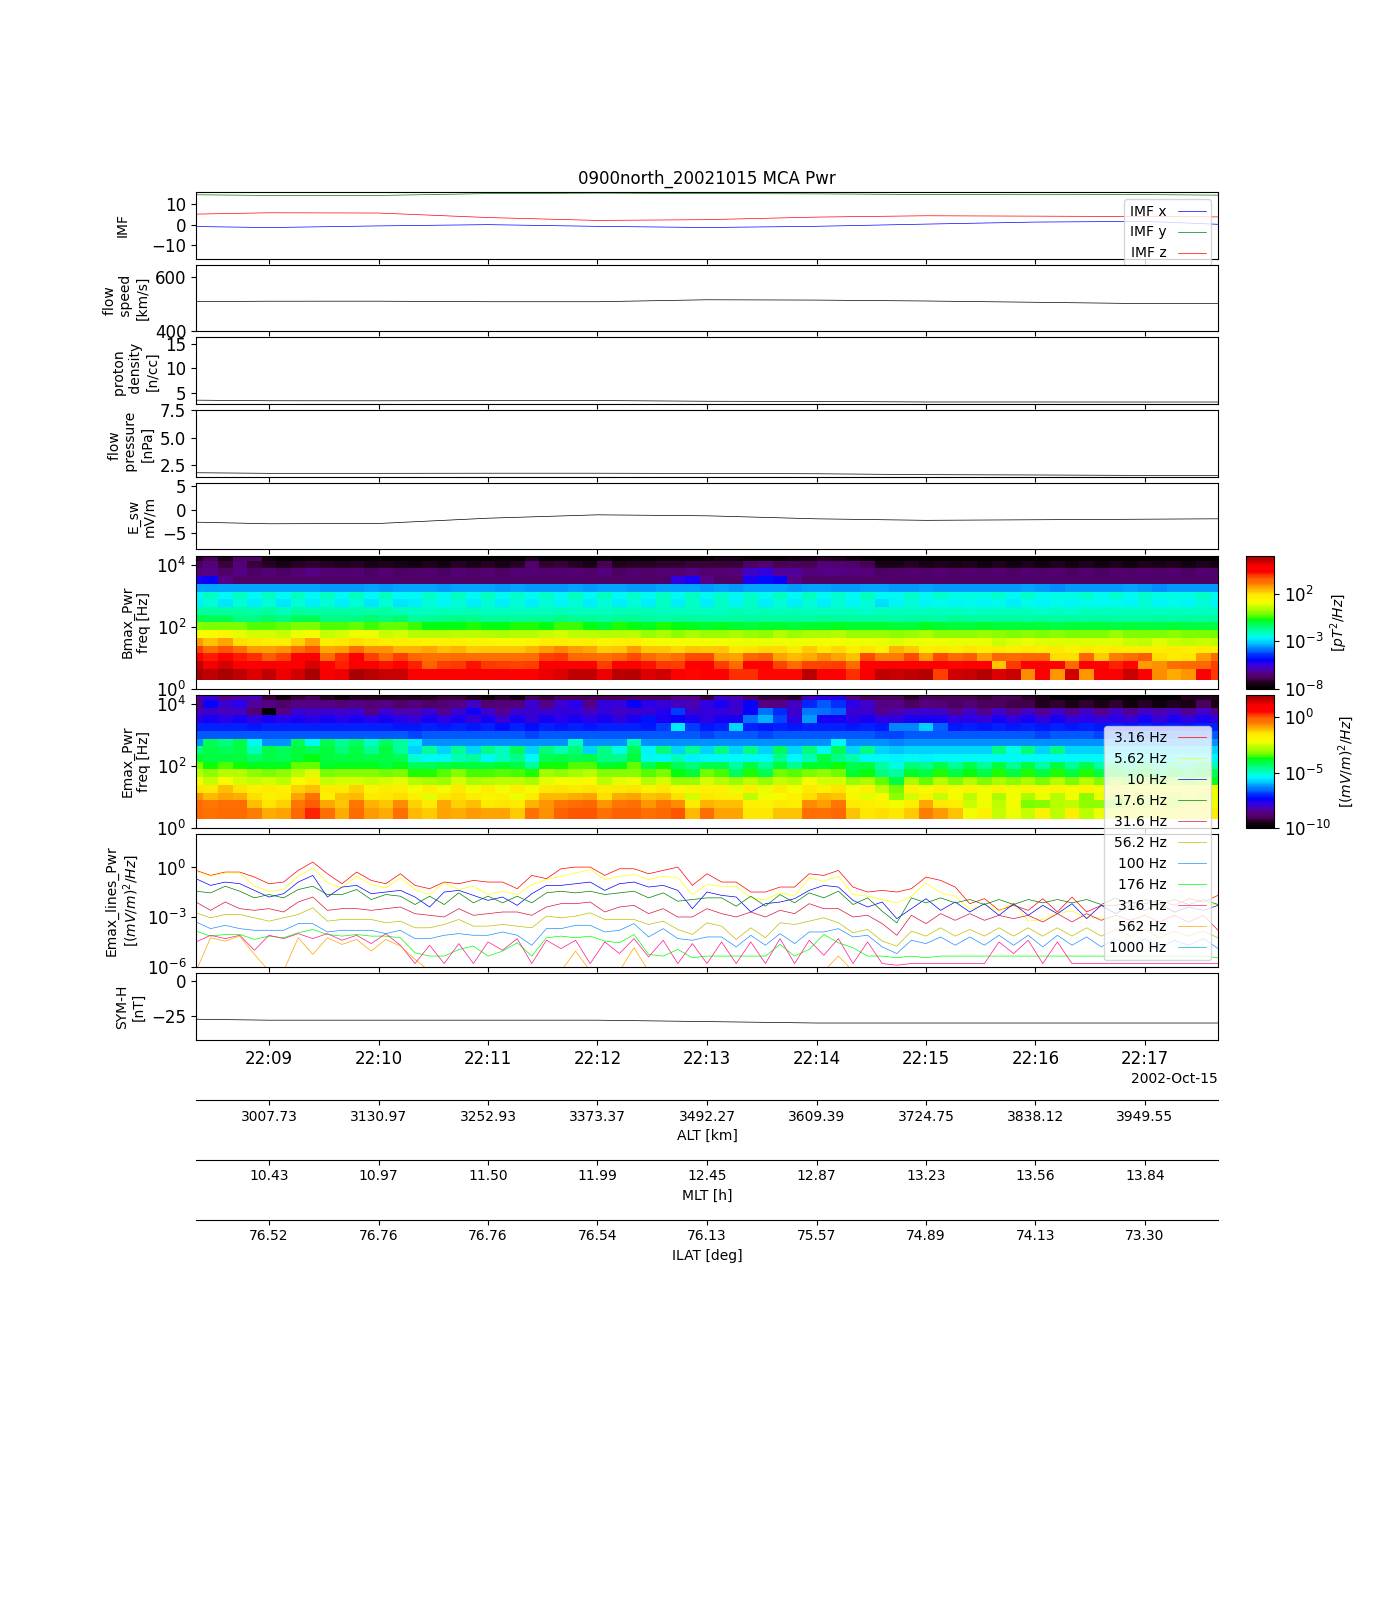 0900north_20021015 MCA Pwr
IMF
10
0
−10
IMF x
IMF y
IMF z
flow
speed
[km/s]
600
400
proton
density
[n/cc]
15
10
5
flow
pressure
[nPa]
7.5
5.0
2.5
E_sw
mV/m
5
0
−5
Bmax_Pwr
freq [Hz]
10^4
10^2
10^0
10^2
10^−3
10^−8
[pT^2/Hz]
Emax_Pwr
freq [Hz]
10^4
10^2
10^0
10^0
10^−5
10^−10
[(mV/m)^2/Hz]
3.16 Hz
5.62 Hz
10 Hz
17.6 Hz
31.6 Hz
56.2 Hz
100 Hz
176 Hz
316 Hz
562 Hz
1000 Hz
Emax_lines_Pwr
[(mV/m)^2/Hz]
10^0
10^−3
10^−6
SYM-H
[nT]
0
−25
22:09 22:10 22:11 22:12 22:13 22:14 22:15 22:16 22:17
2002-Oct-15
3007.73 3130.97 3252.93 3373.37 3492.27 3609.39 3724.75 3838.12 3949.55
ALT [km]
10.43 10.97 11.50 11.99 12.45 12.87 13.23 13.56 13.84
MLT [h]
76.52 76.76 76.76 76.54 76.13 75.57 74.89 74.13 73.30
ILAT [deg]